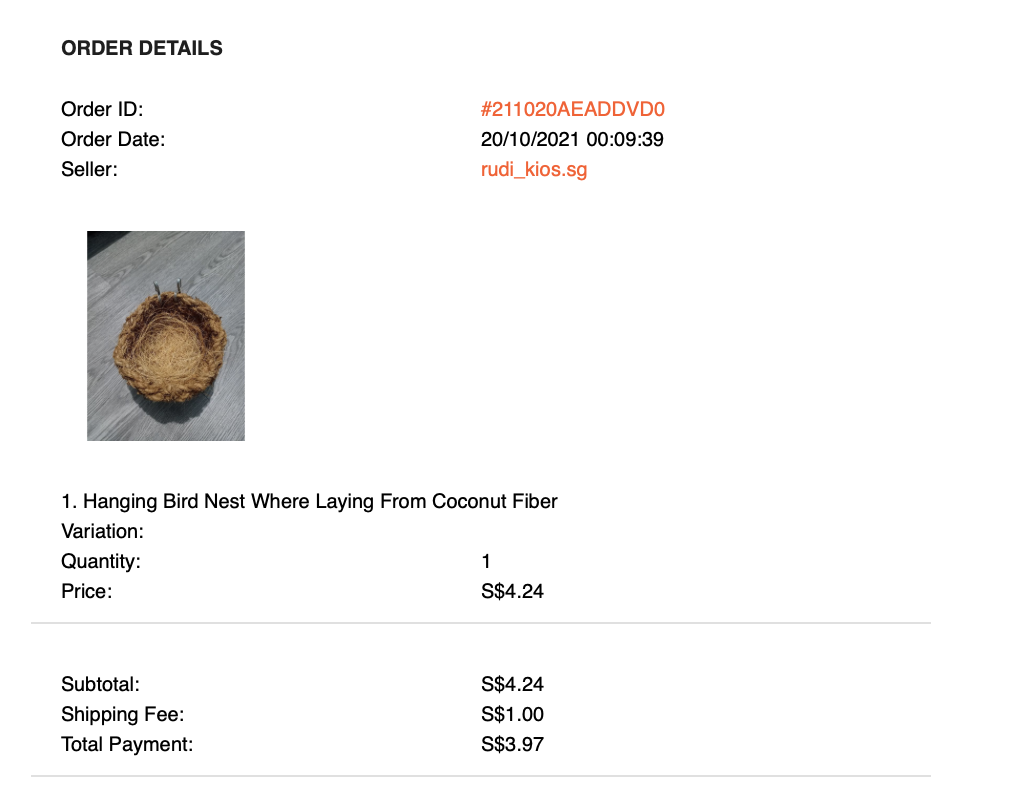 ORDER DETAILS
Order ID: #211020AEADDVD0
Order Date: 20/10/2021 00:09:39
Seller: rudi_kios.sg
1. Hanging Bird Nest Where Laying From Coconut Fiber
Variation:
Quantity: 1
Price: S$4.24
Subtotal: S$4.24
Shipping Fee: S$1.00
Total Payment: S$3.97